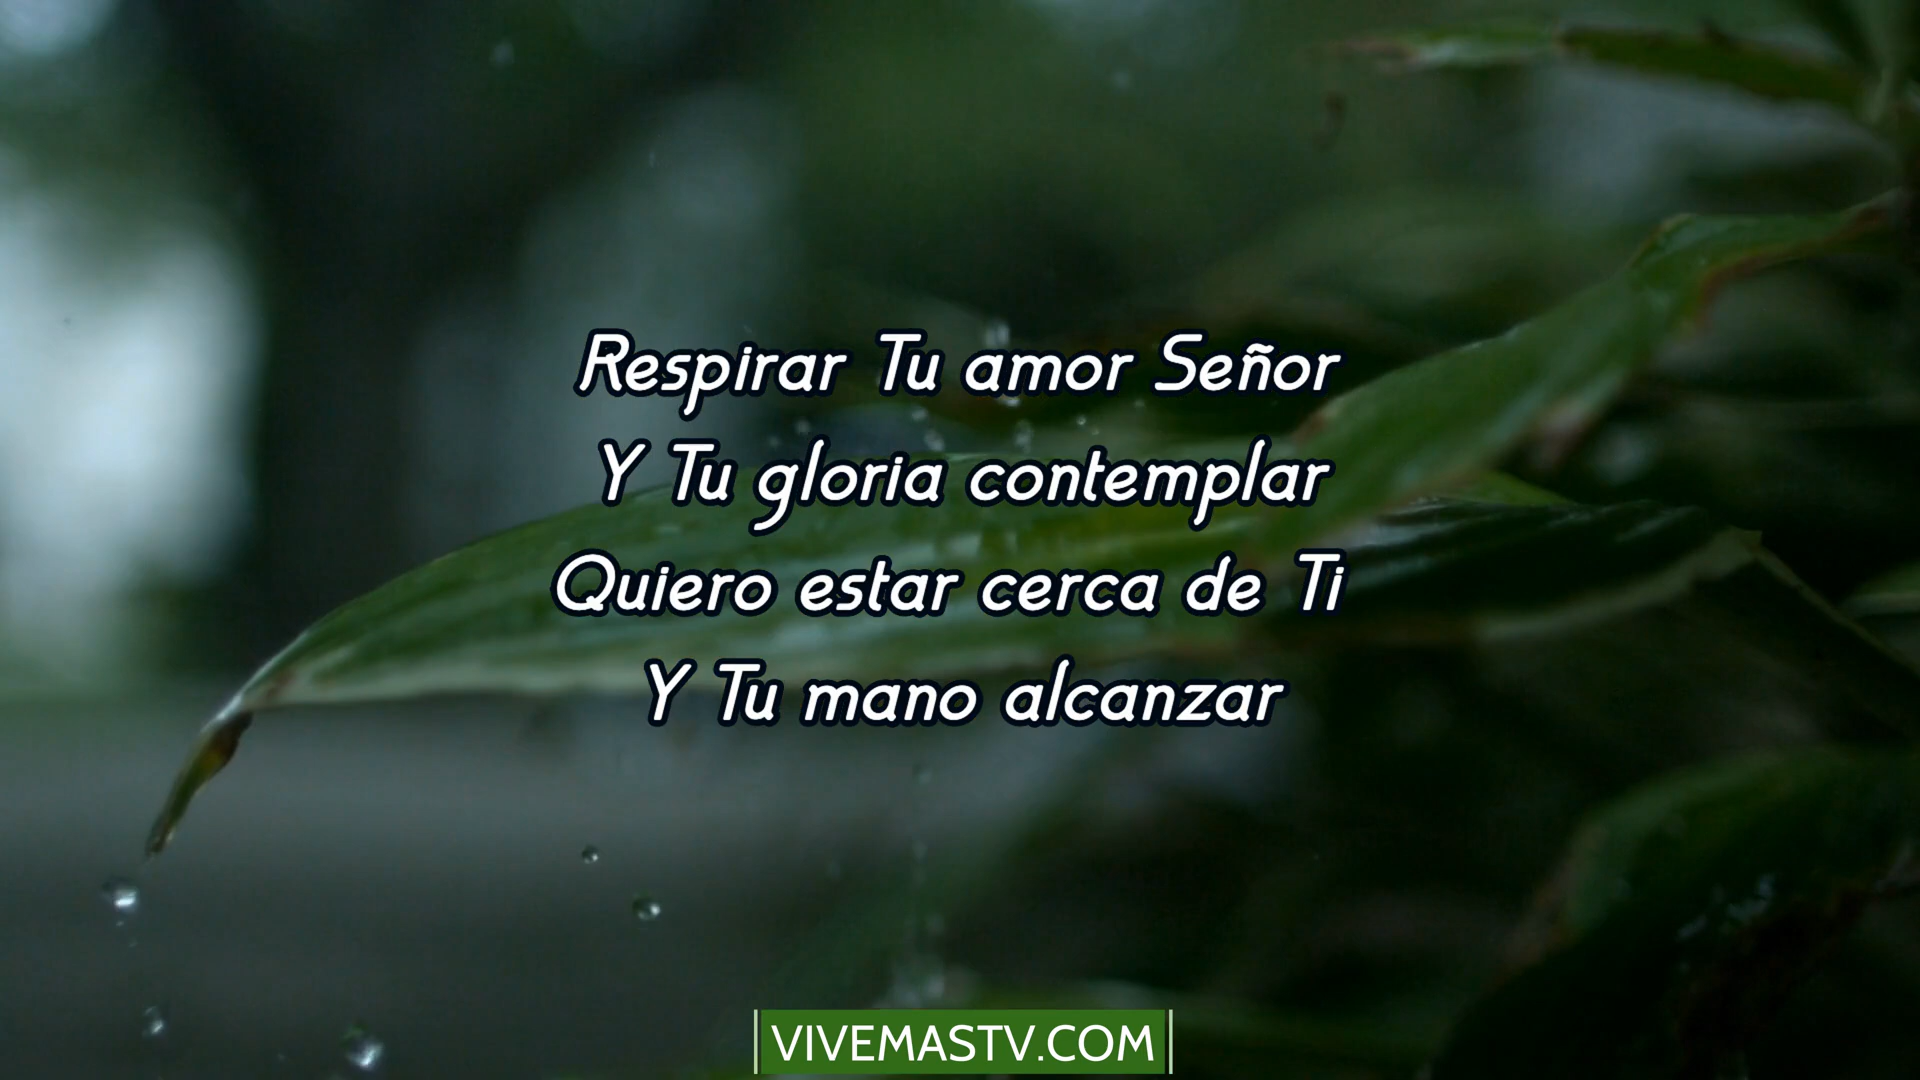 Respirar Tu amor Señor
Y Tu gloria contemplar
Quiero estar cerca de Ti
Y Tu mano alcanzar
VIVEMASTV.COM